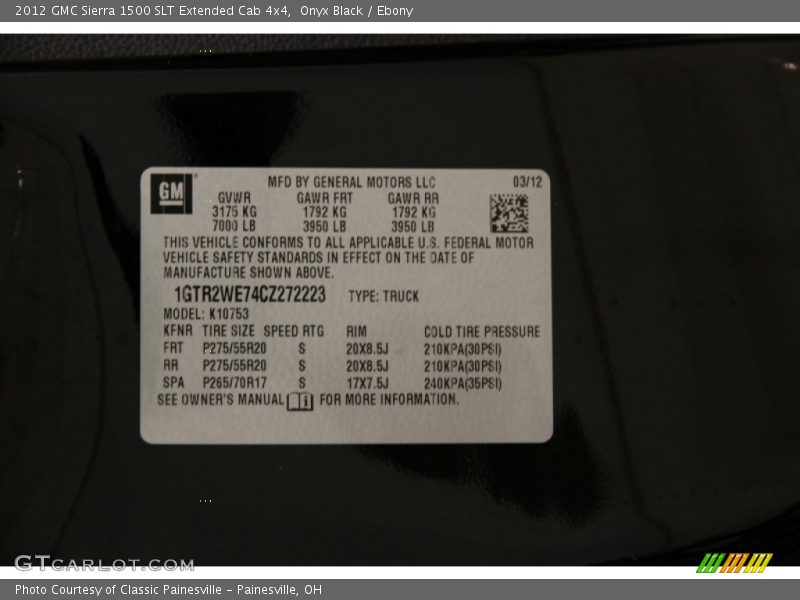 2012 GMC Sierra 1500 SLT Extended Cab 4x4, Onyx Black / Ebony
GM
MFD BY GENERAL MOTORS LLC 03/12
GVWR GAWR FRT GAWR RR
3175 KG 1792 KG 1792 KG
7000 LB 3950 LB 3950 LB
THIS VEHICLE CONFORMS TO ALL APPLICABLE U.S. FEDERAL MOTOR
VEHICLE SAFETY STANDARDS IN EFFECT ON THE DATE OF
MANUFACTURE SHOWN ABOVE.
1GTR2WE74CZ272223 TYPE: TRUCK
MODEL: K10753
KFNR TIRE SIZE SPEED RTG RIM COLD TIRE PRESSURE
FRT P275/55R20 S 20X8.5J 210KPA(30PSI)
RR P275/55R20 S 20X8.5J 210KPA(30PSI)
SPA P265/70R17 S 17X7.5J 240KPA(35PSI)
SEE OWNER'S MANUAL i FOR MORE INFORMATION.
GTcarlot.com
Photo Courtesy of Classic Painesville - Painesville, OH